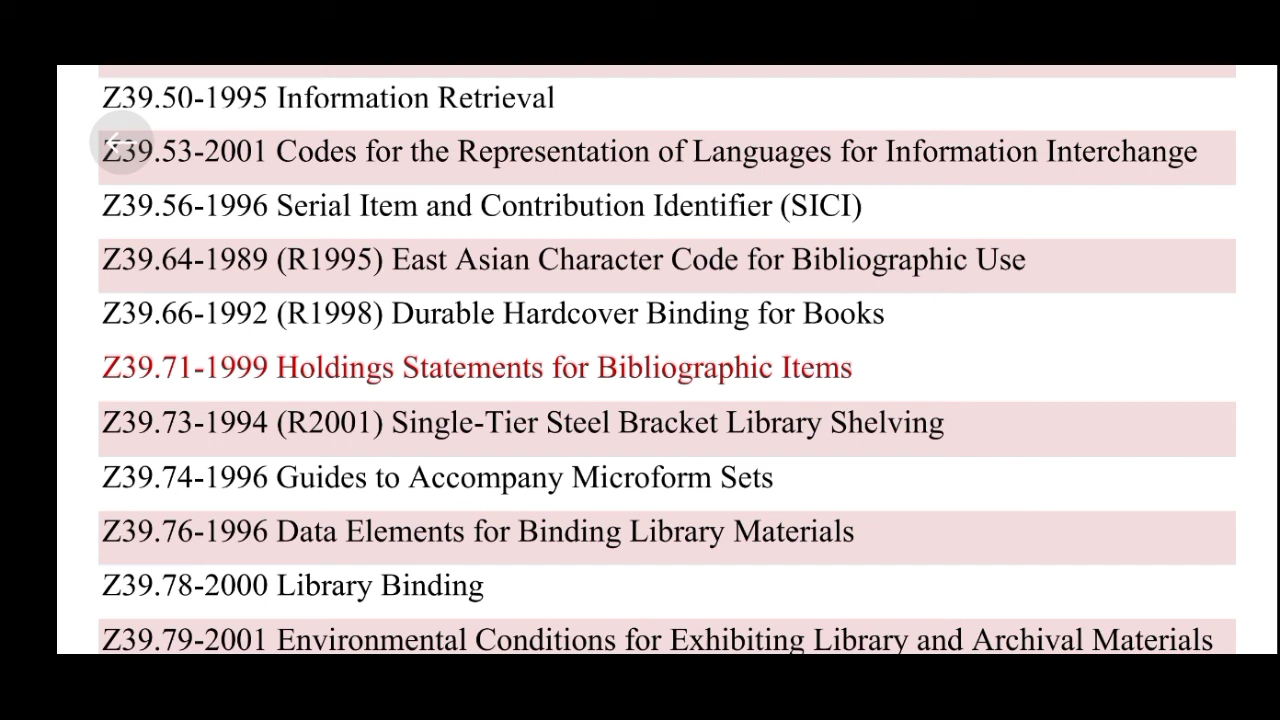 Z39.50-1995 Information Retrieval
Z39.53-2001 Codes for the Representation of Languages for Information Interchange
Z39.56-1996 Serial Item and Contribution Identifier (SICI)
Z39.64-1989 (R1995) East Asian Character Code for Bibliographic Use
Z39.66-1992 (R1998) Durable Hardcover Binding for Books
Z39.71-1999 Holdings Statements for Bibliographic Items
Z39.73-1994 (R2001) Single-Tier Steel Bracket Library Shelving
Z39.74-1996 Guides to Accompany Microform Sets
Z39.76-1996 Data Elements for Binding Library Materials
Z39.78-2000 Library Binding
Z39.79-2001 Environmental Conditions for Exhibiting Library and Archival Materials